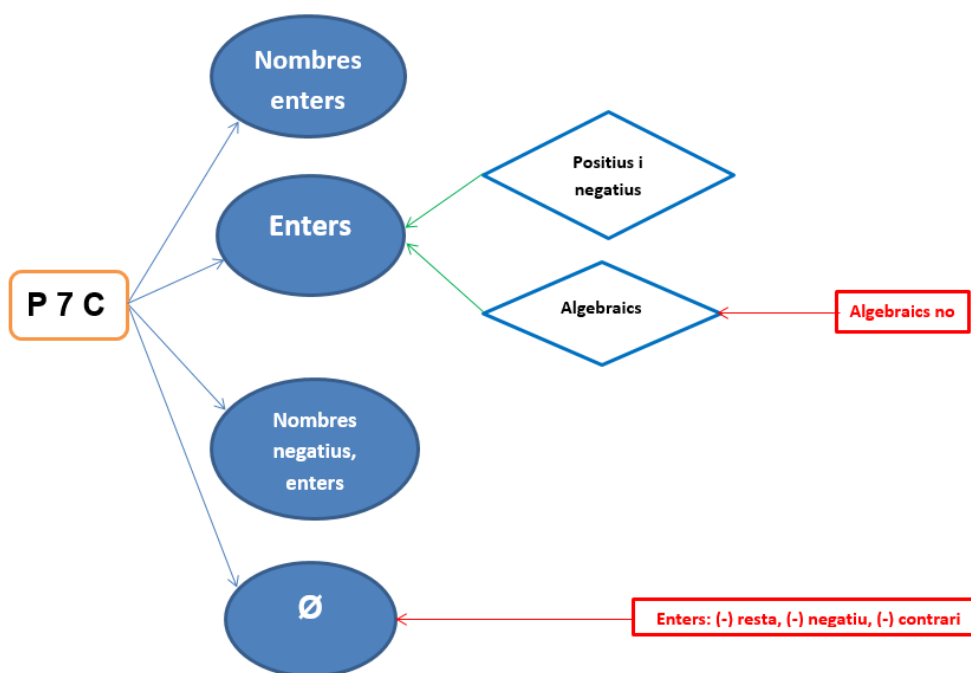 Nombres
enters
Positius i
negatius
Enters
P 7 C
Algebraics
Algebraics no
Nombres
negatius,
enters
Ø
Enters: (-) resta, (-) negatiu, (-) contrari